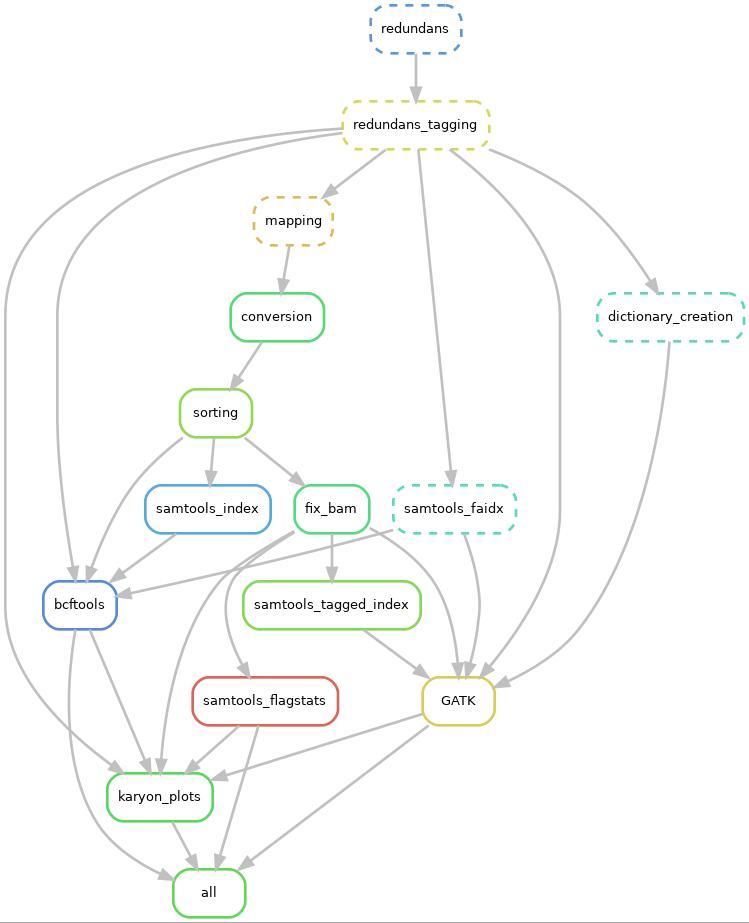 redundans
redundans_tagging
mapping
conversion
dictionary_creation
sorting
samtools_index
fix_bam
samtools_faidx
bcftools
samtools_tagged_index
samtools_flagstats
GATK
karyon_plots
all